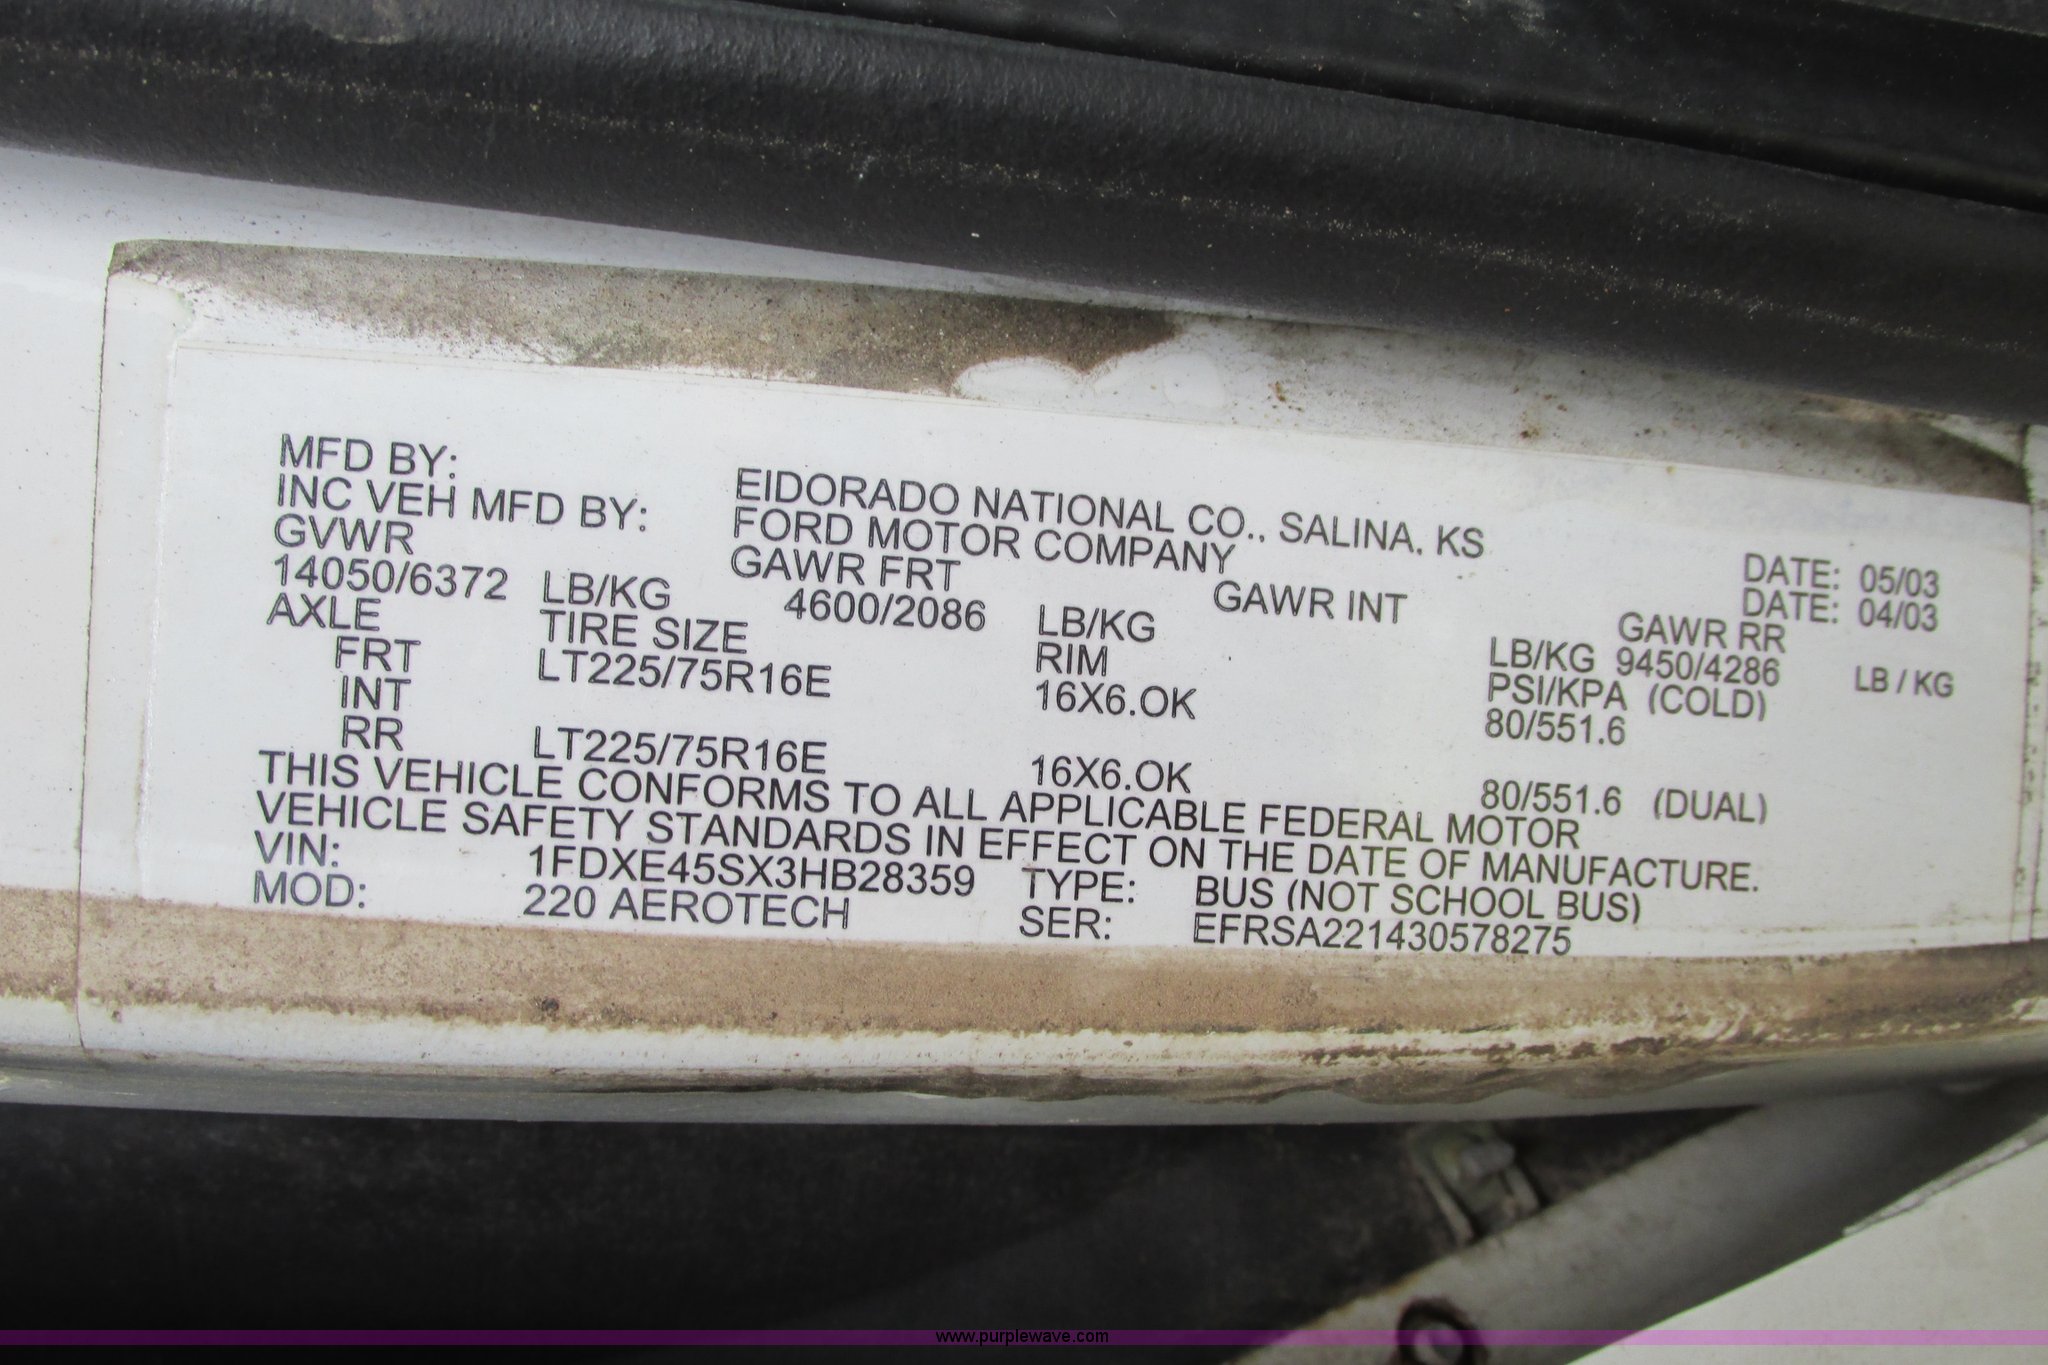 MFD BY: EIDORADO NATIONAL CO., SALINA. KS DATE: 05/03
INC VEH MFD BY: FORD MOTOR COMPANY DATE: 04/03
GVWR GAWR FRT GAWR INT GAWR RR
14050/6372 LB/KG 4600/2086 LB/KG LB/KG 9450/4286 LB / KG
AXLE TIRE SIZE RIM PSI/KPA (COLD)
FRT LT225/75R16E 16X6.OK 80/551.6
INT
RR LT225/75R16E 16X6.OK 80/551.6 (DUAL)
THIS VEHICLE CONFORMS TO ALL APPLICABLE FEDERAL MOTOR
VEHICLE SAFETY STANDARDS IN EFFECT ON THE DATE OF MANUFACTURE.
VIN: 1FDXE45SX3HB28359 TYPE: BUS (NOT SCHOOL BUS)
MOD: 220 AEROTECH SER: EFRSA221430578275
www.purplewave.com